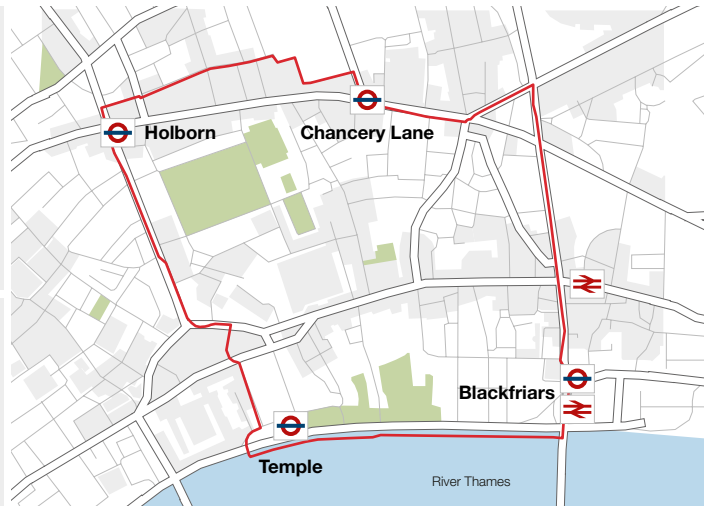 Holborn
Chancery Lane
Blackfriars
Temple
River Thames